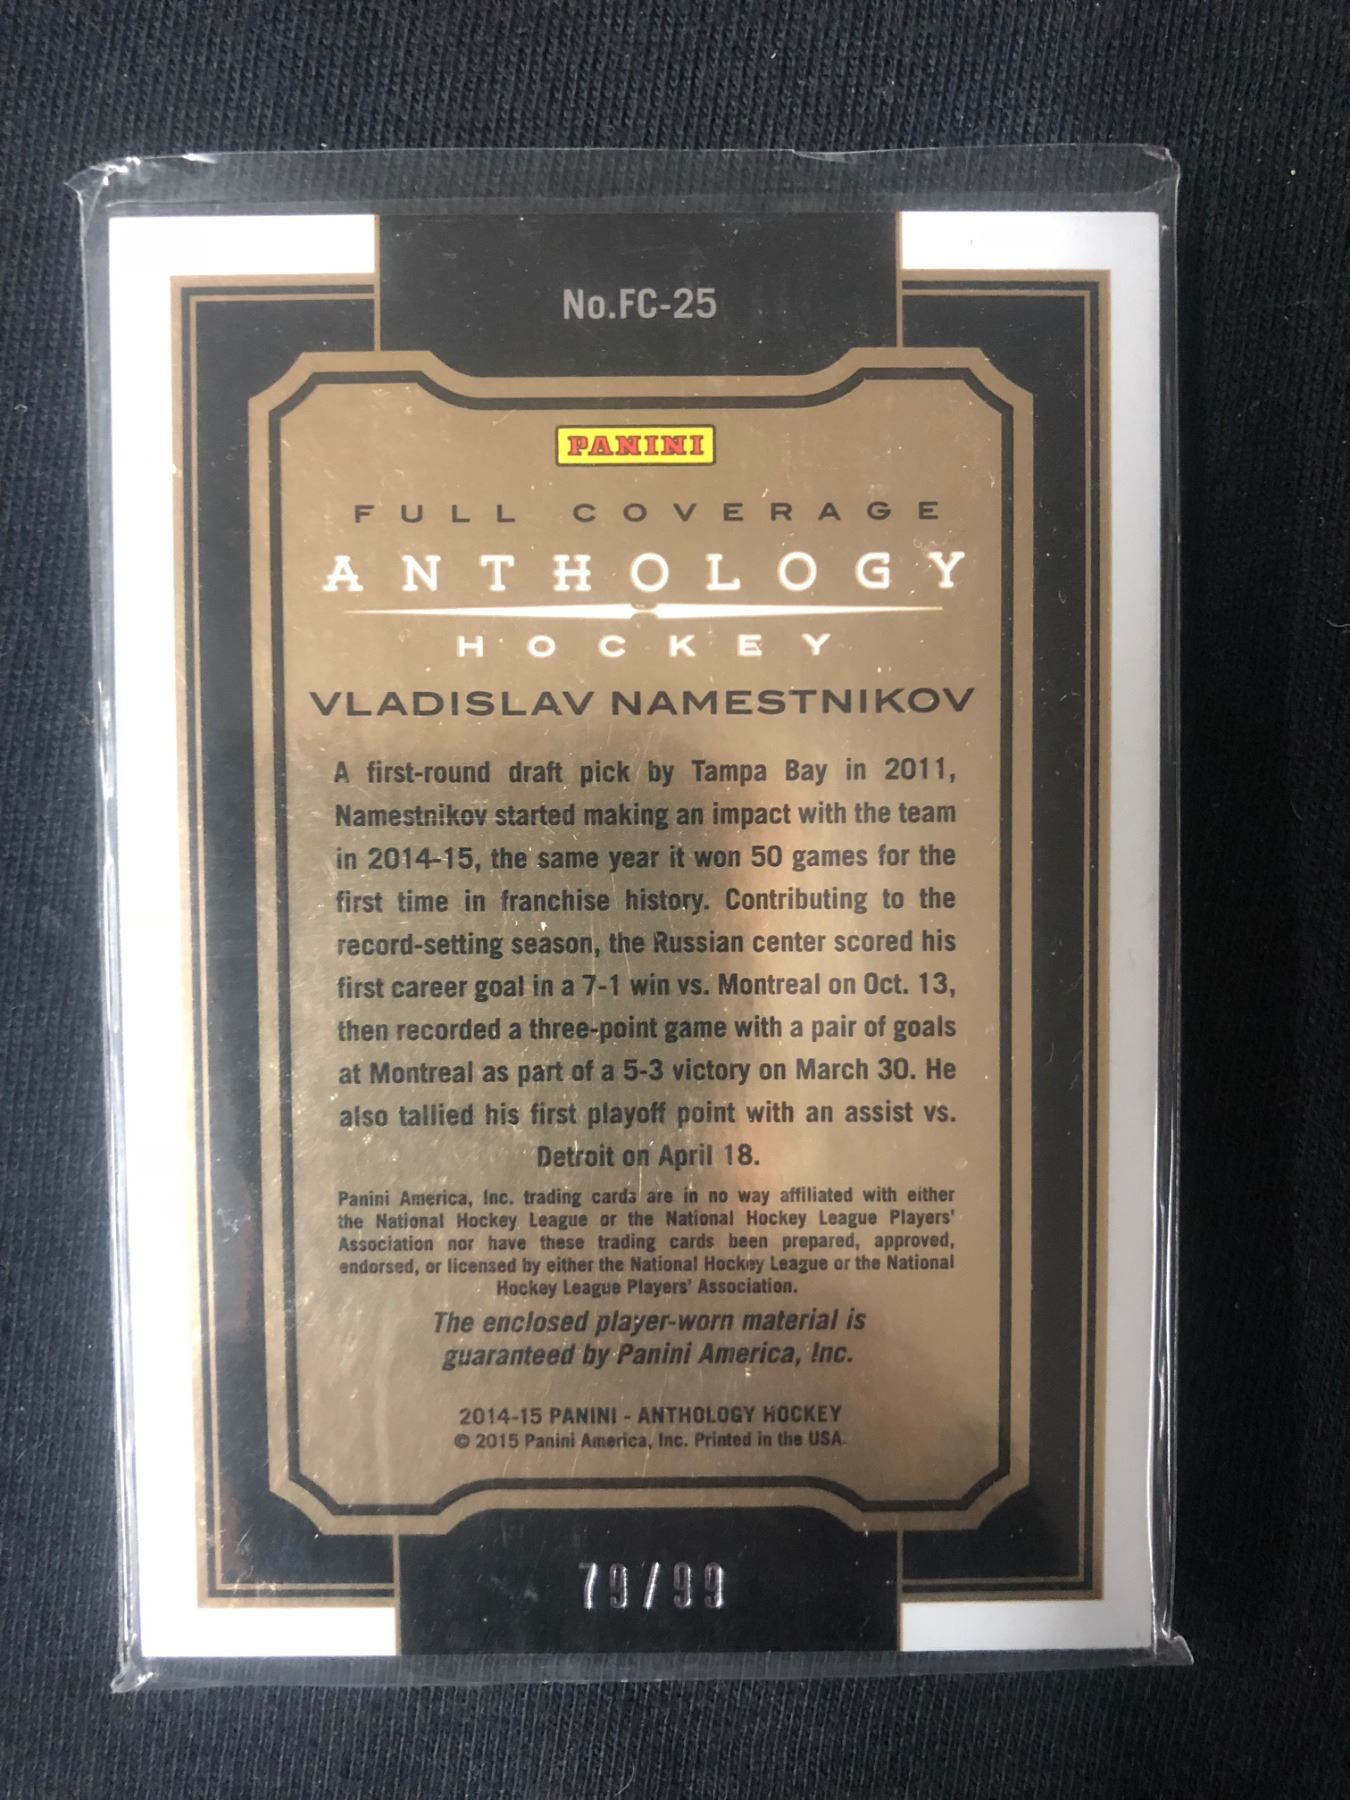 No.FC-25
PANINI
FULL COVERAGE
ANTHOLOGY
HOCKEY
VLADISLAV NAMESTNIKOV
A first-round draft pick by Tampa Bay in 2011,
Namestnikov started making an impact with the team
in 2014-15, the same year it won 50 games for the
first time in franchise history. Contributing to the
record-setting season, the Russian center scored his
first career goal in a 7-1 win vs. Montreal on Oct. 13,
then recorded a three-point game with a pair of goals
at Montreal as part of a 5-3 victory on March 30. He
also tallied his first playoff point with an assist vs.
Detroit on April 18.
Panini America, Inc. trading cards are in no way affiliated with either
the National Hockey League or the National Hockey League Players'
Association nor have these trading cards been prepared, approved,
endorsed, or licensed by either the National Hockey League or the National
Hockey League Players' Association.
The enclosed player-worn material is
guaranteed by Panini America, Inc.
2014-15 PANINI - ANTHOLOGY HOCKEY
© 2015 Panini America, Inc. Printed in the USA.
79/99